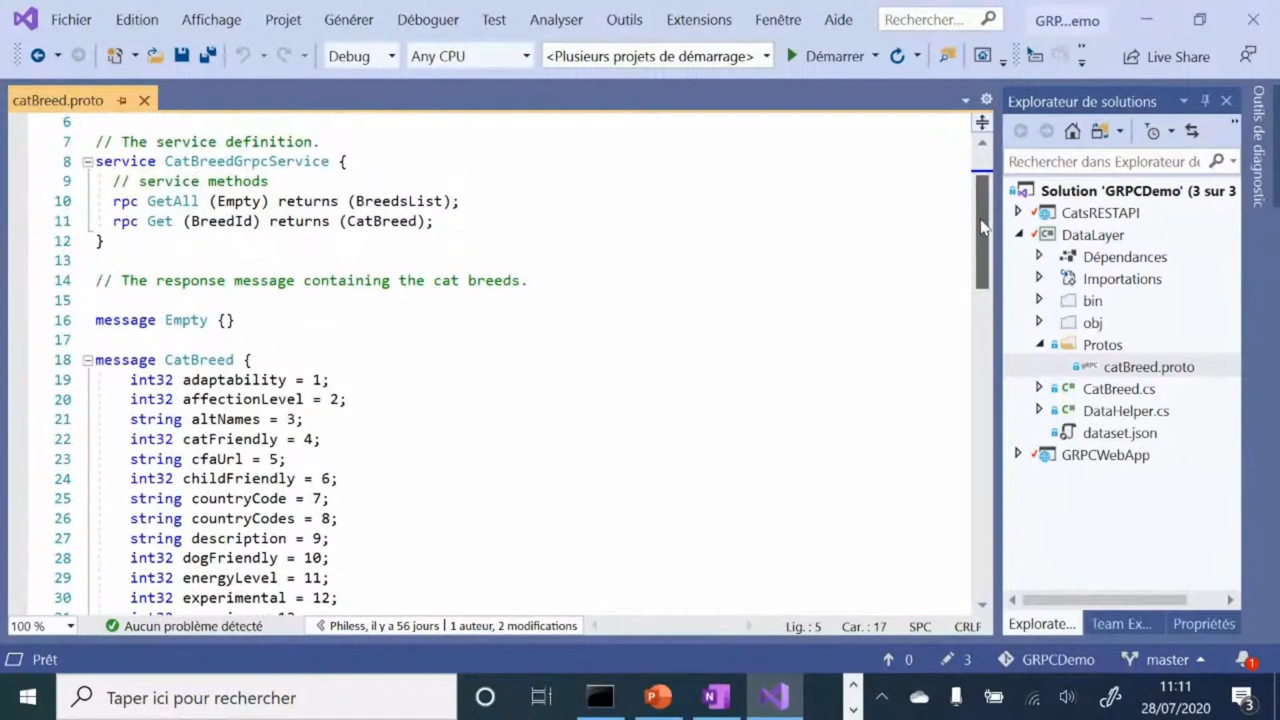 Fichier Edition Affichage Projet Générer Déboguer Test Analyser Outils Extensions Fenêtre Aide Rechercher... GRP...emo
Debug Any CPU <Plusieurs projets de démarrage> Démarrer Live Share
catBreed.proto
6
7 // The service definition.
8 service CatBreedGrpcService {
9 // service methods
10 rpc GetAll (Empty) returns (BreedsList);
11 rpc Get (BreedId) returns (CatBreed);
12 }
13
14 // The response message containing the cat breeds.
15
16 message Empty {}
17
18 message CatBreed {
19 int32 adaptability = 1;
20 int32 affectionLevel = 2;
21 string altNames = 3;
22 int32 catFriendly = 4;
23 string cfaUrl = 5;
24 int32 childFriendly = 6;
25 string countryCode = 7;
26 string countryCodes = 8;
27 string description = 9;
28 int32 dogFriendly = 10;
29 int32 energyLevel = 11;
30 int32 experimental = 12;
100 % Aucun problème détecté Philess, il y a 56 jours | 1 auteur, 2 modifications Lig. : 5 Car. : 17 SPC CRLF
Explorateur de solutions
Rechercher dans Explorateur de
Solution 'GRPCDemo' (3 sur 3
CatsRESTAPI
C# DataLayer
Dépendances
Importations
bin
obj
Protos
gRPC catBreed.proto
C# CatBreed.cs
C# DataHelper.cs
dataset.json
GRPCWebApp
Explorate... Team Ex... Propriétés
Outils de diagnostic
Prêt 0 3 GRPCDemo master 1
Taper ici pour rechercher
11:11
28/07/2020
3